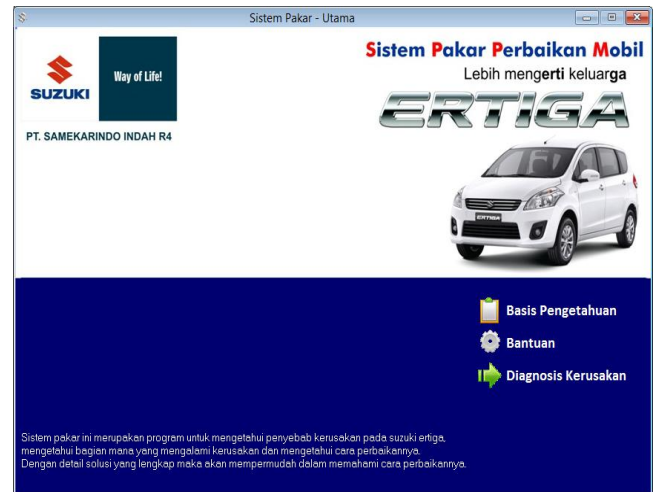 Sistem Pakar - Utama
SUZUKI
Way of Life!
PT. SAMEKARINDO INDAH R4
Sistem Pakar Perbaikan Mobil
Lebih mengerti keluarga
ERTIGA
ERTIGA
Basis Pengetahuan
Bantuan
Diagnosis Kerusakan
Sistem pakar ini merupakan program untuk mengetahui penyebab kerusakan pada suzuki ertiga,
mengetahui bagian mana yang mengalami kerusakan dan mengetahui cara perbaikannya.
Dengan detail solusi yang lengkap maka akan mempermudah dalam memahami cara perbaikannya.